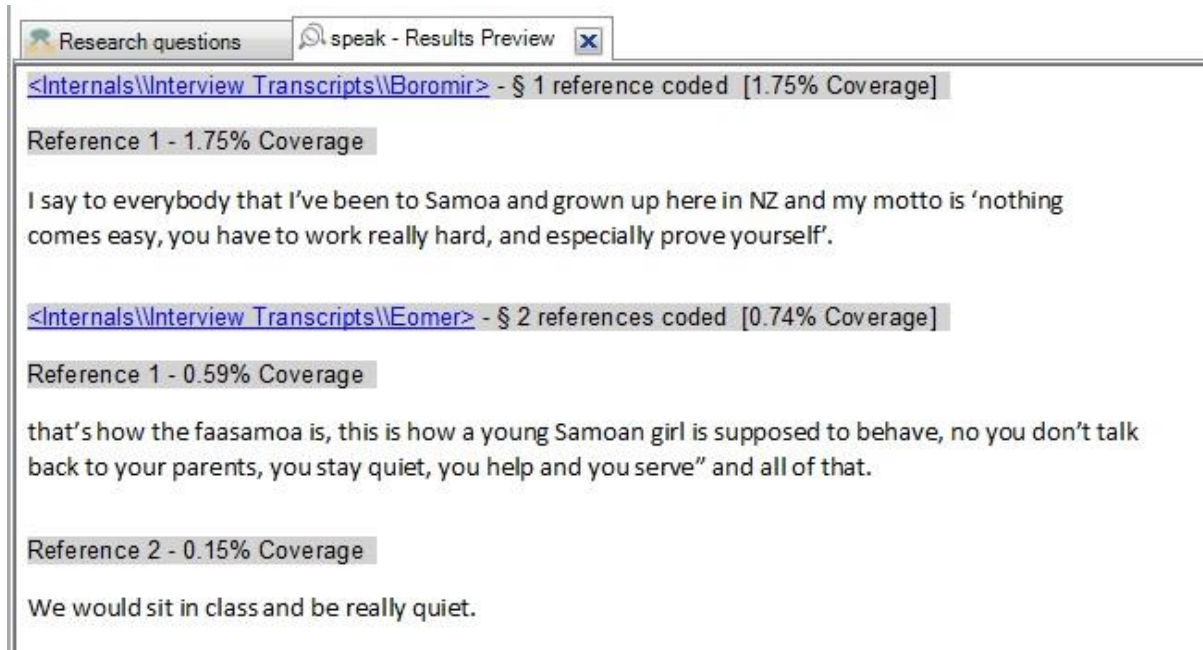 Research questions
speak - Results Preview
<Internals\\Interview Transcripts\\Boromir> - § 1 reference coded [1.75% Coverage]
Reference 1 - 1.75% Coverage
I say to everybody that I’ve been to Samoa and grown up here in NZ and my motto is ‘nothing
comes easy, you have to work really hard, and especially prove yourself’.
<Internals\\Interview Transcripts\\Eomer> - § 2 references coded [0.74% Coverage]
Reference 1 - 0.59% Coverage
that’s how the faasamoa is, this is how a young Samoan girl is supposed to behave, no you don’t talk
back to your parents, you stay quiet, you help and you serve” and all of that.
Reference 2 - 0.15% Coverage
We would sit in class and be really quiet.